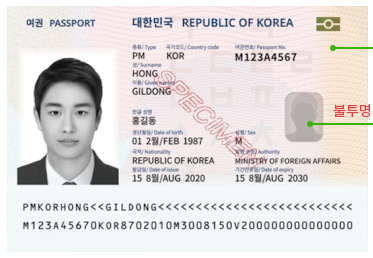 여권 PASSPORT
대한민국 REPUBLIC OF KOREA
종류/ Type 국가코드/ Country code 여권번호/ Passport No.
PM KOR M123A4567
성/ Surname
HONG
이름/ Given names
GILDONG
한글 성명
홍길동
생년월일/ Date of birth 성별/ Sex
01 2월/FEB 1987 M
국적/ Nationality 발행관청/ Authority
REPUBLIC OF KOREA MINISTRY OF FOREIGN AFFAIRS
발급일/ Date of issue 기간만료일/ Date of expiry
15 8월/AUG 2020 15 8월/AUG 2030
SPECIMEN
불투명
PMKORHONG<<GILDONG<<<<<<<<<<<<<<<<<<<<<<<<<<
M123A45670KOR8702010M3008150V20000000000000